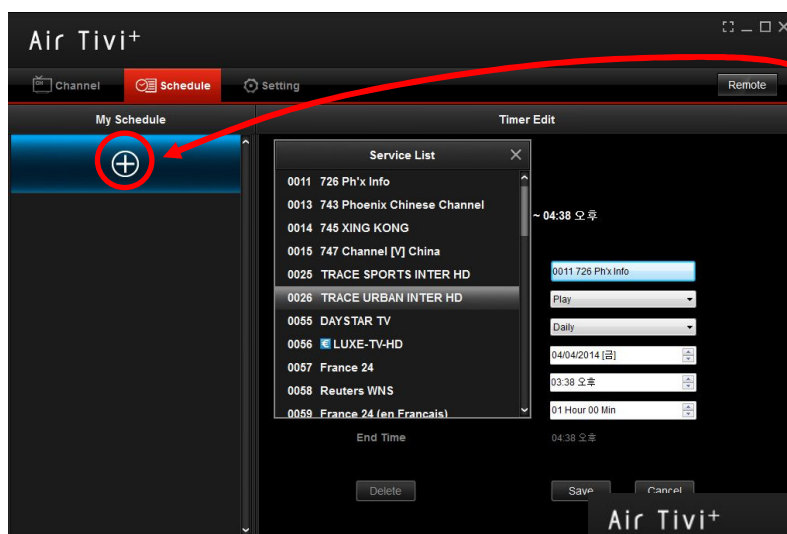 Air Tivi+
Channel Schedule Setting Remote
My Schedule
Timer Edit
Service List
0011 726 Ph'x Info
0013 743 Phoenix Chinese Channel
0014 745 XING KONG
0015 747 Channel [V] China
0025 TRACE SPORTS INTER HD
0026 TRACE URBAN INTER HD
0055 DAYSTAR TV
0056 LUXE-TV-HD
0057 France 24
0058 Reuters WNS
0059 France 24 (en Francais)
~ 04:38 오후
0011 726 Ph'x Info
Play
Daily
04/04/2014 [금]
03:38 오후
01 Hour 00 Min
End Time 04:38 오후
Delete Save Cancel
Air Tivi+